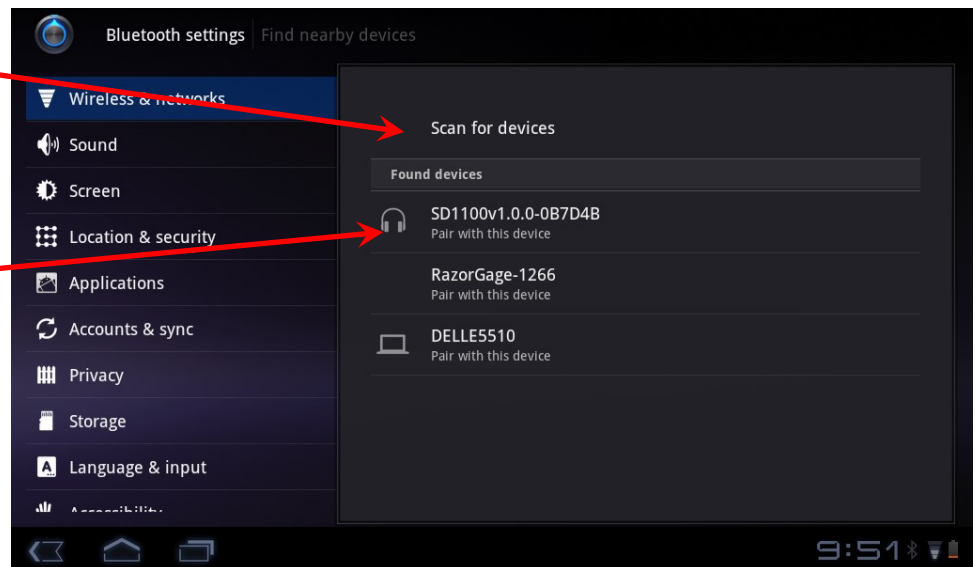 Bluetooth settings Find nearby devices
Wireless & networks
Sound
Screen
Location & security
Applications
Accounts & sync
Privacy
Storage
Language & input
Accessibility
Scan for devices
Found devices
SD1100v1.0.0-0B7D4B
Pair with this device
RazorGage-1266
Pair with this device
DELLE5510
Pair with this device
9:51